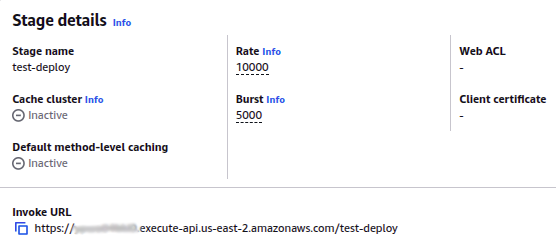 Stage details Info
Stage name
test-deploy
Rate Info
10000
Web ACL
-
Cache cluster Info
Inactive
Burst Info
5000
Client certificate
-
Default method-level caching
Inactive
Invoke URL
https:// .execute-api.us-east-2.amazonaws.com/test-deploy